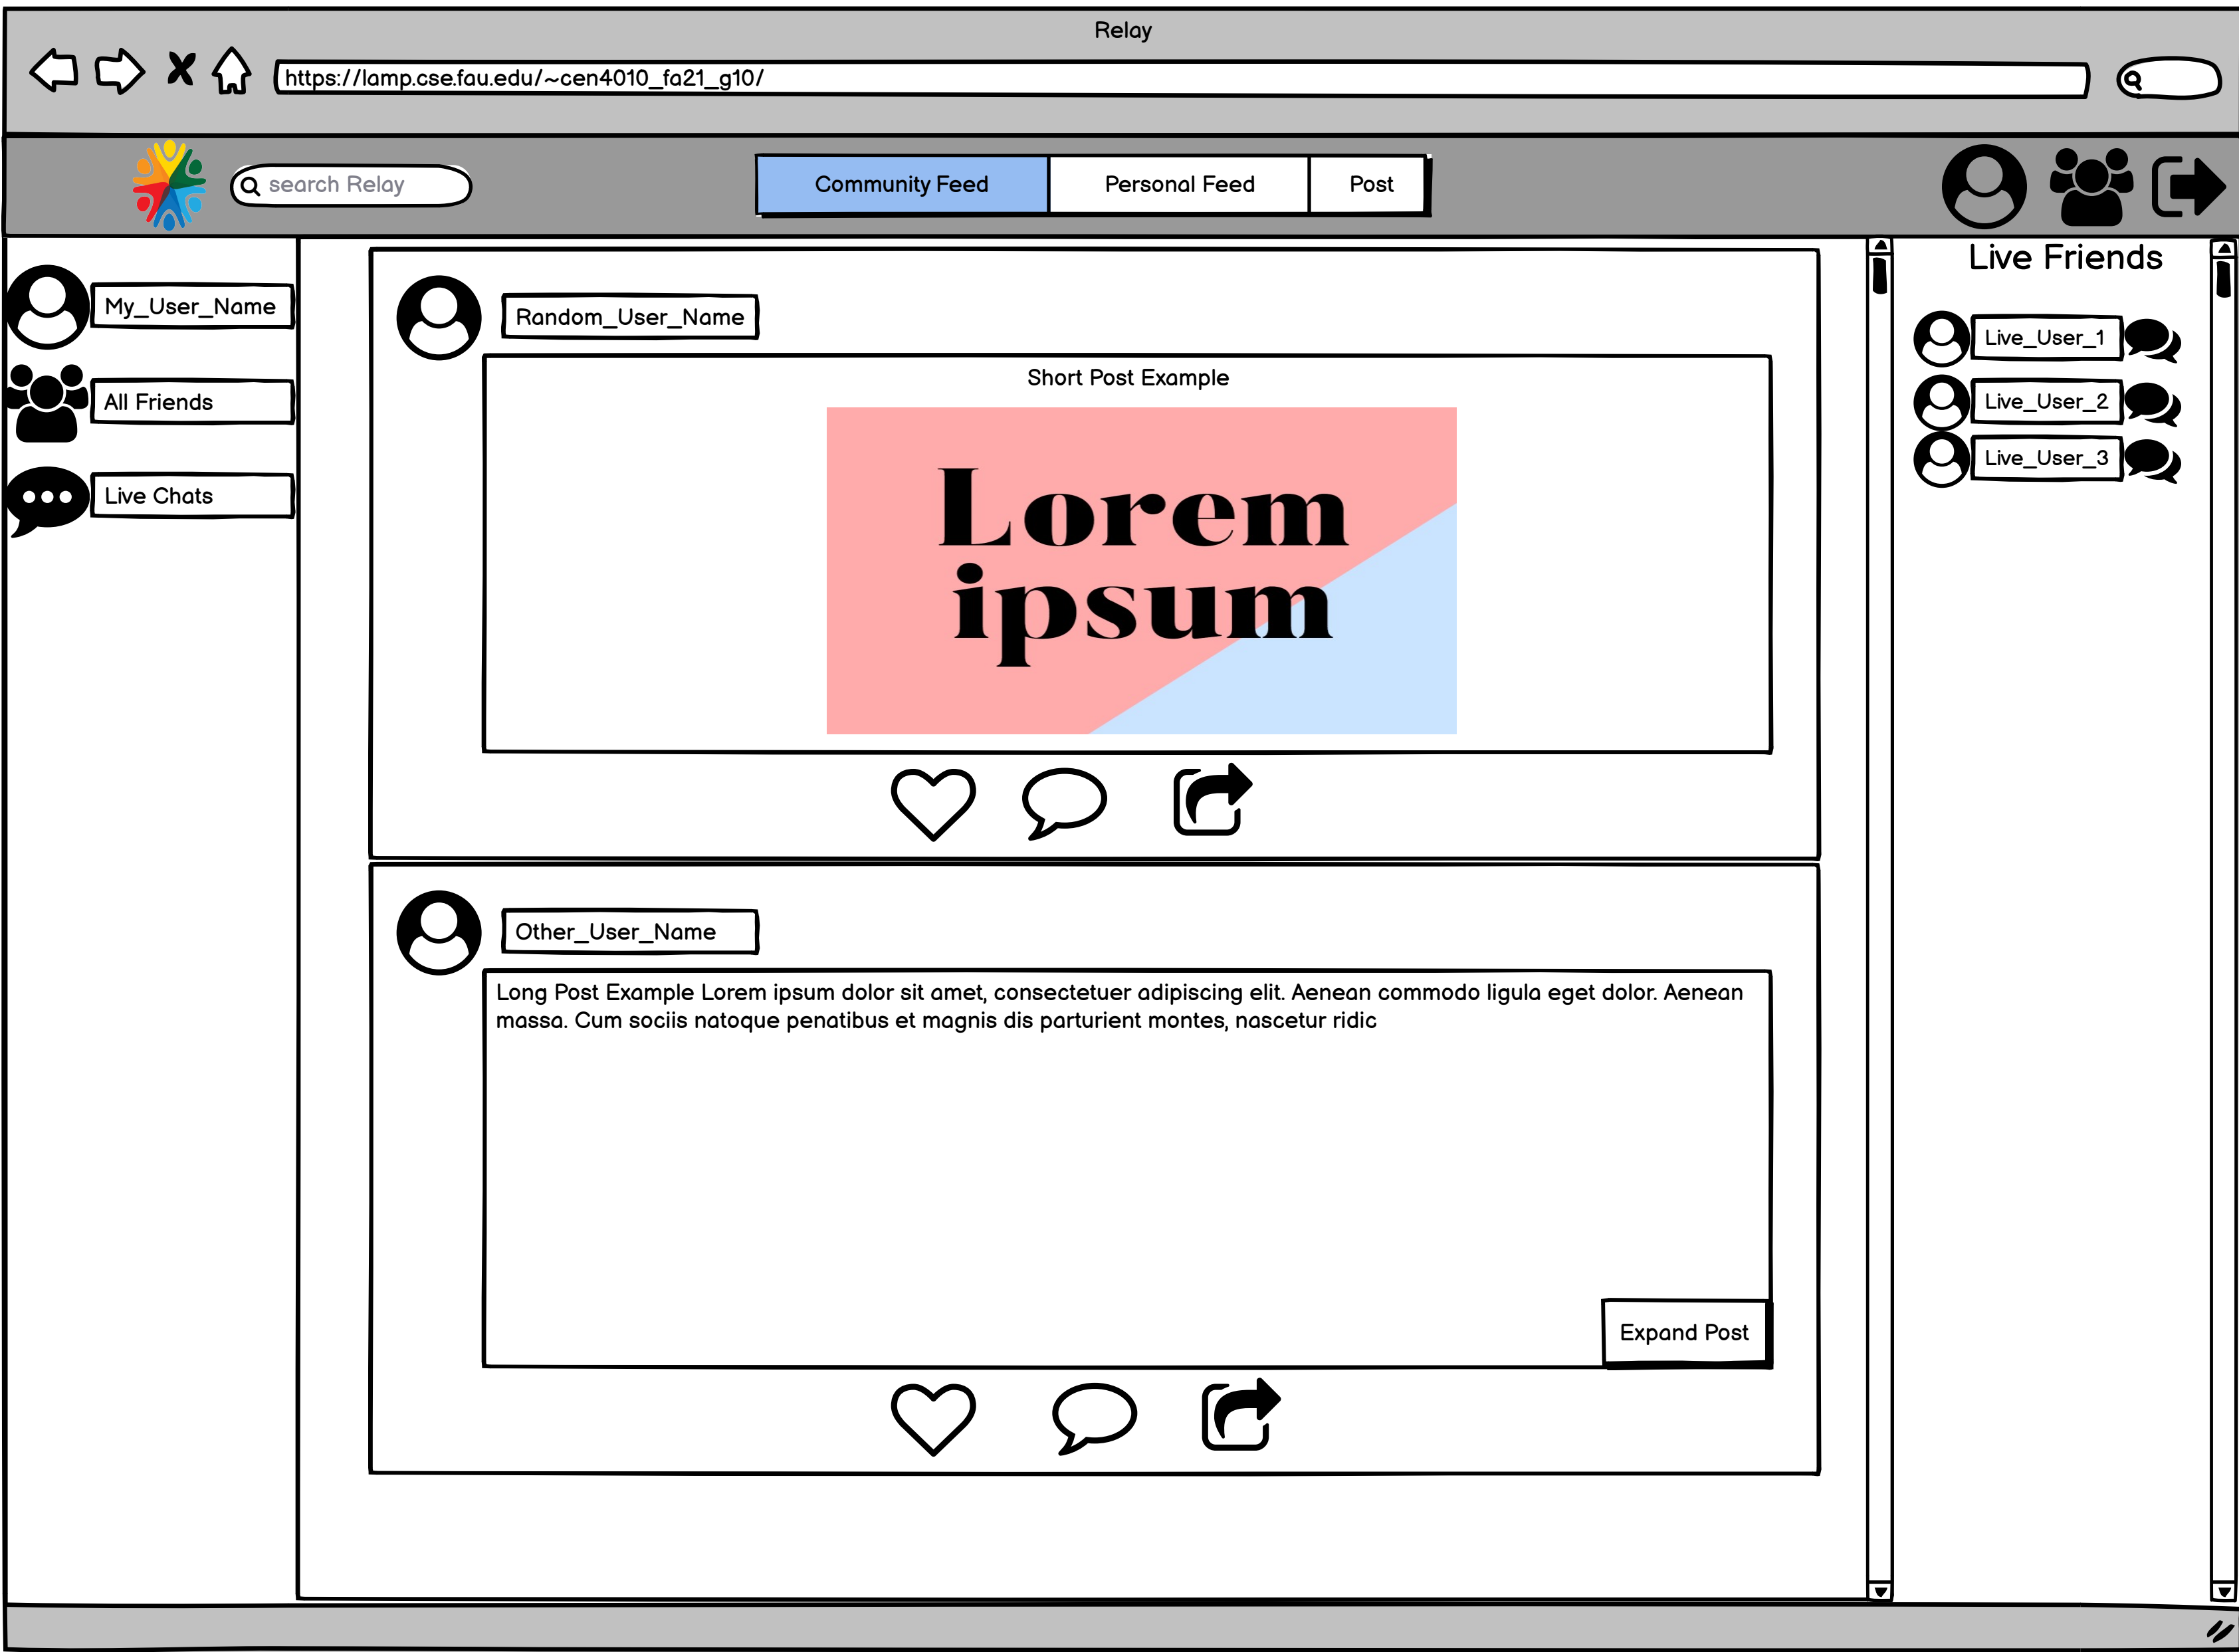 Relay
https://lamp.cse.fau.edu/~cen4010_fa21_g10/
search Relay
Community Feed
Personal Feed
Post
My_User_Name
All Friends
Live Chats
Random_User_Name
Short Post Example
Lorem
ipsum
Other_User_Name
Long Post Example Lorem ipsum dolor sit amet, consectetuer adipiscing elit. Aenean commodo ligula eget dolor. Aenean
massa. Cum sociis natoque penatibus et magnis dis parturient montes, nascetur ridic
Expand Post
Live Friends
Live_User_1
Live_User_2
Live_User_3